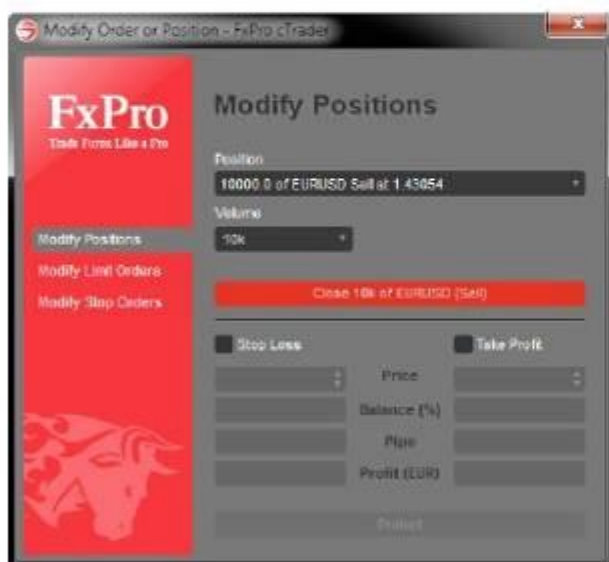 Modify Order or Position - FxPro cTrader
x
FxPro
Trade Forex Like a Pro
Modify Positions
Position
10000.0 of EURUSD Sell at 1.43054
Volume
10k
Modify Positions
Modify Limit Orders
Modify Stop Orders
Close 10k of EURUSD (Sell)
Stop Loss
Take Profit
Price
Balance (%)
Pips
Profit (EUR)
Protect